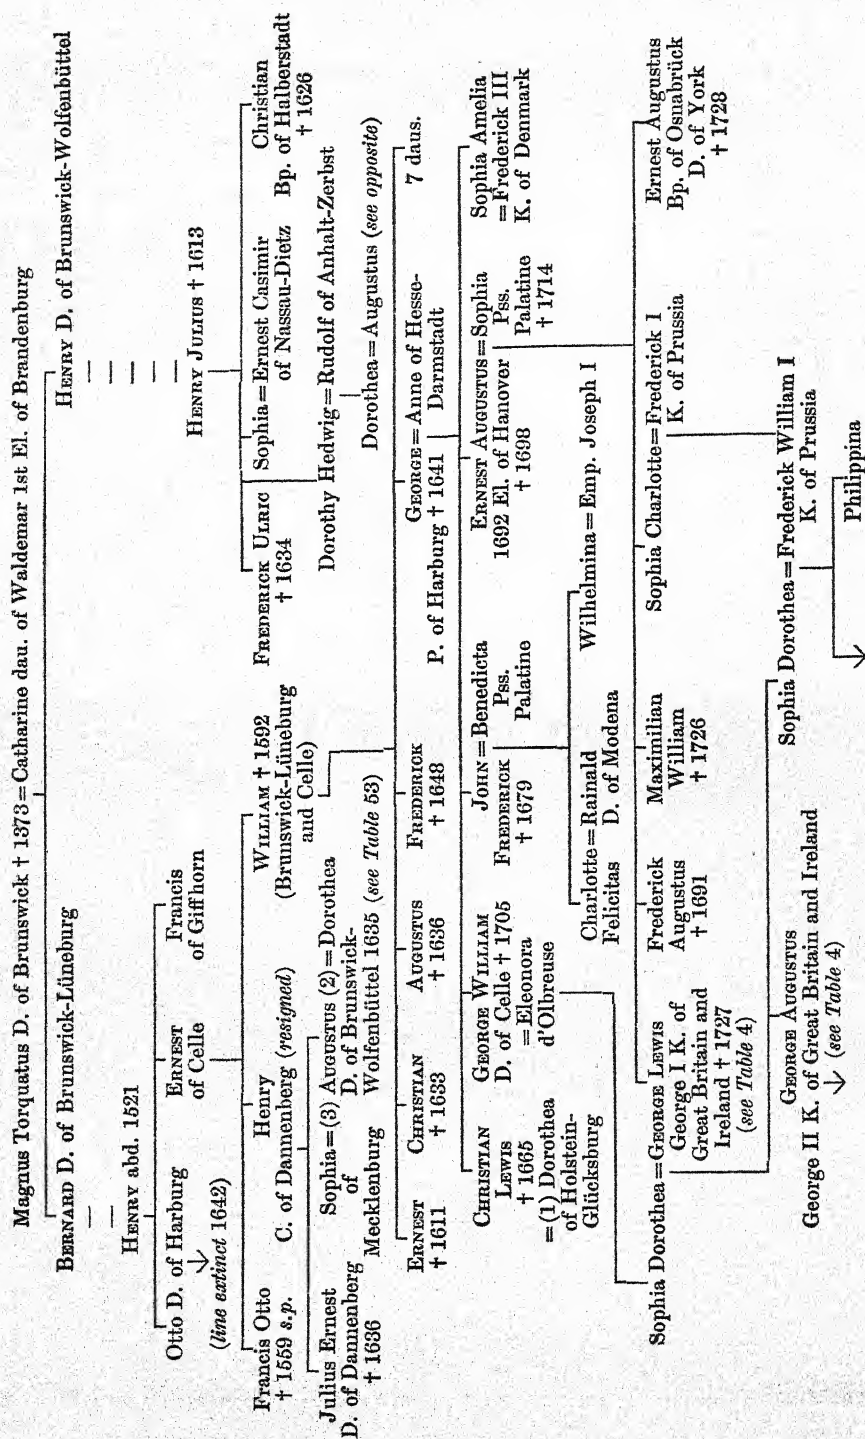 Magnus Torquatus D. of Brunswick † 1373=Catharine dau. of Waldemar 1st El. of Brandenburg
BERNARD D. of Brunswick-Lüneburg
HENRY D. of Brunswick-Wolfenbüttel
HENRY abd. 1521
Otto D. of Harburg
(line extinct 1642)
ERNEST
of Celle
Francis
of Giffhorn
HENRY JULIUS † 1613
Francis Otto
† 1559 s.p.
Henry
C. of Dannenberg (resigned)
WILLIAM † 1592
(Brunswick-Lüneburg
and Celle)
FREDERICK ULRIC
† 1634
Sophia=Ernest Casimir
of Nassau-Dietz
Christian
Bp. of Halberstadt
† 1626
Dorothy Hedwig=Rudolf of Anhalt-Zerbst
Dorothea=Augustus (see opposite)
Julius Ernest
D. of Dannenberg
† 1636
Sophia=(3) Augustus (2)=Dorothea
of
Mecklenburg
D. of Brunswick-
Wolfenbüttel 1635 (see Table 53)
ERNEST
† 1611
CHRISTIAN
† 1633
AUGUSTUS
† 1636
FREDERICK
† 1648
GEORGE=Anne of Hesse-
P. of Harburg † 1641
Darmstadt
7 daus.
CHRISTIAN
LEWIS
† 1665
=(1) Dorothea
of Holstein-
Glücksburg
GEORGE WILLIAM
D. of Celle † 1705
=Eleonora
d'Olbreuse
JOHN=Benedicta
FREDERICK
† 1679
Pss.
Palatine
ERNEST AUGUSTUS=Sophia
1692 El. of Hanover
† 1698
Pss.
Palatine
† 1714
Sophia Amelia
=Frederick III
K. of Denmark
Charlotte=Rainald
Felicitas
D. of Modena
Wilhelmina=Emp. Joseph I
Sophia Dorothea=GEORGE LEWIS
George I K. of
Great Britain and
Ireland † 1727
(see Table 4)
Frederick
Augustus
† 1691
Maximilian
William
† 1726
Sophia Charlotte=Frederick I
K. of Prussia
Ernest Augustus
Bp. of Osnabrück
D. of York
† 1728
GEORGE AUGUSTUS
George II K. of Great Britain and Ireland
(see Table 4)
Sophia Dorothea=Frederick William I
K. of Prussia
Philippina